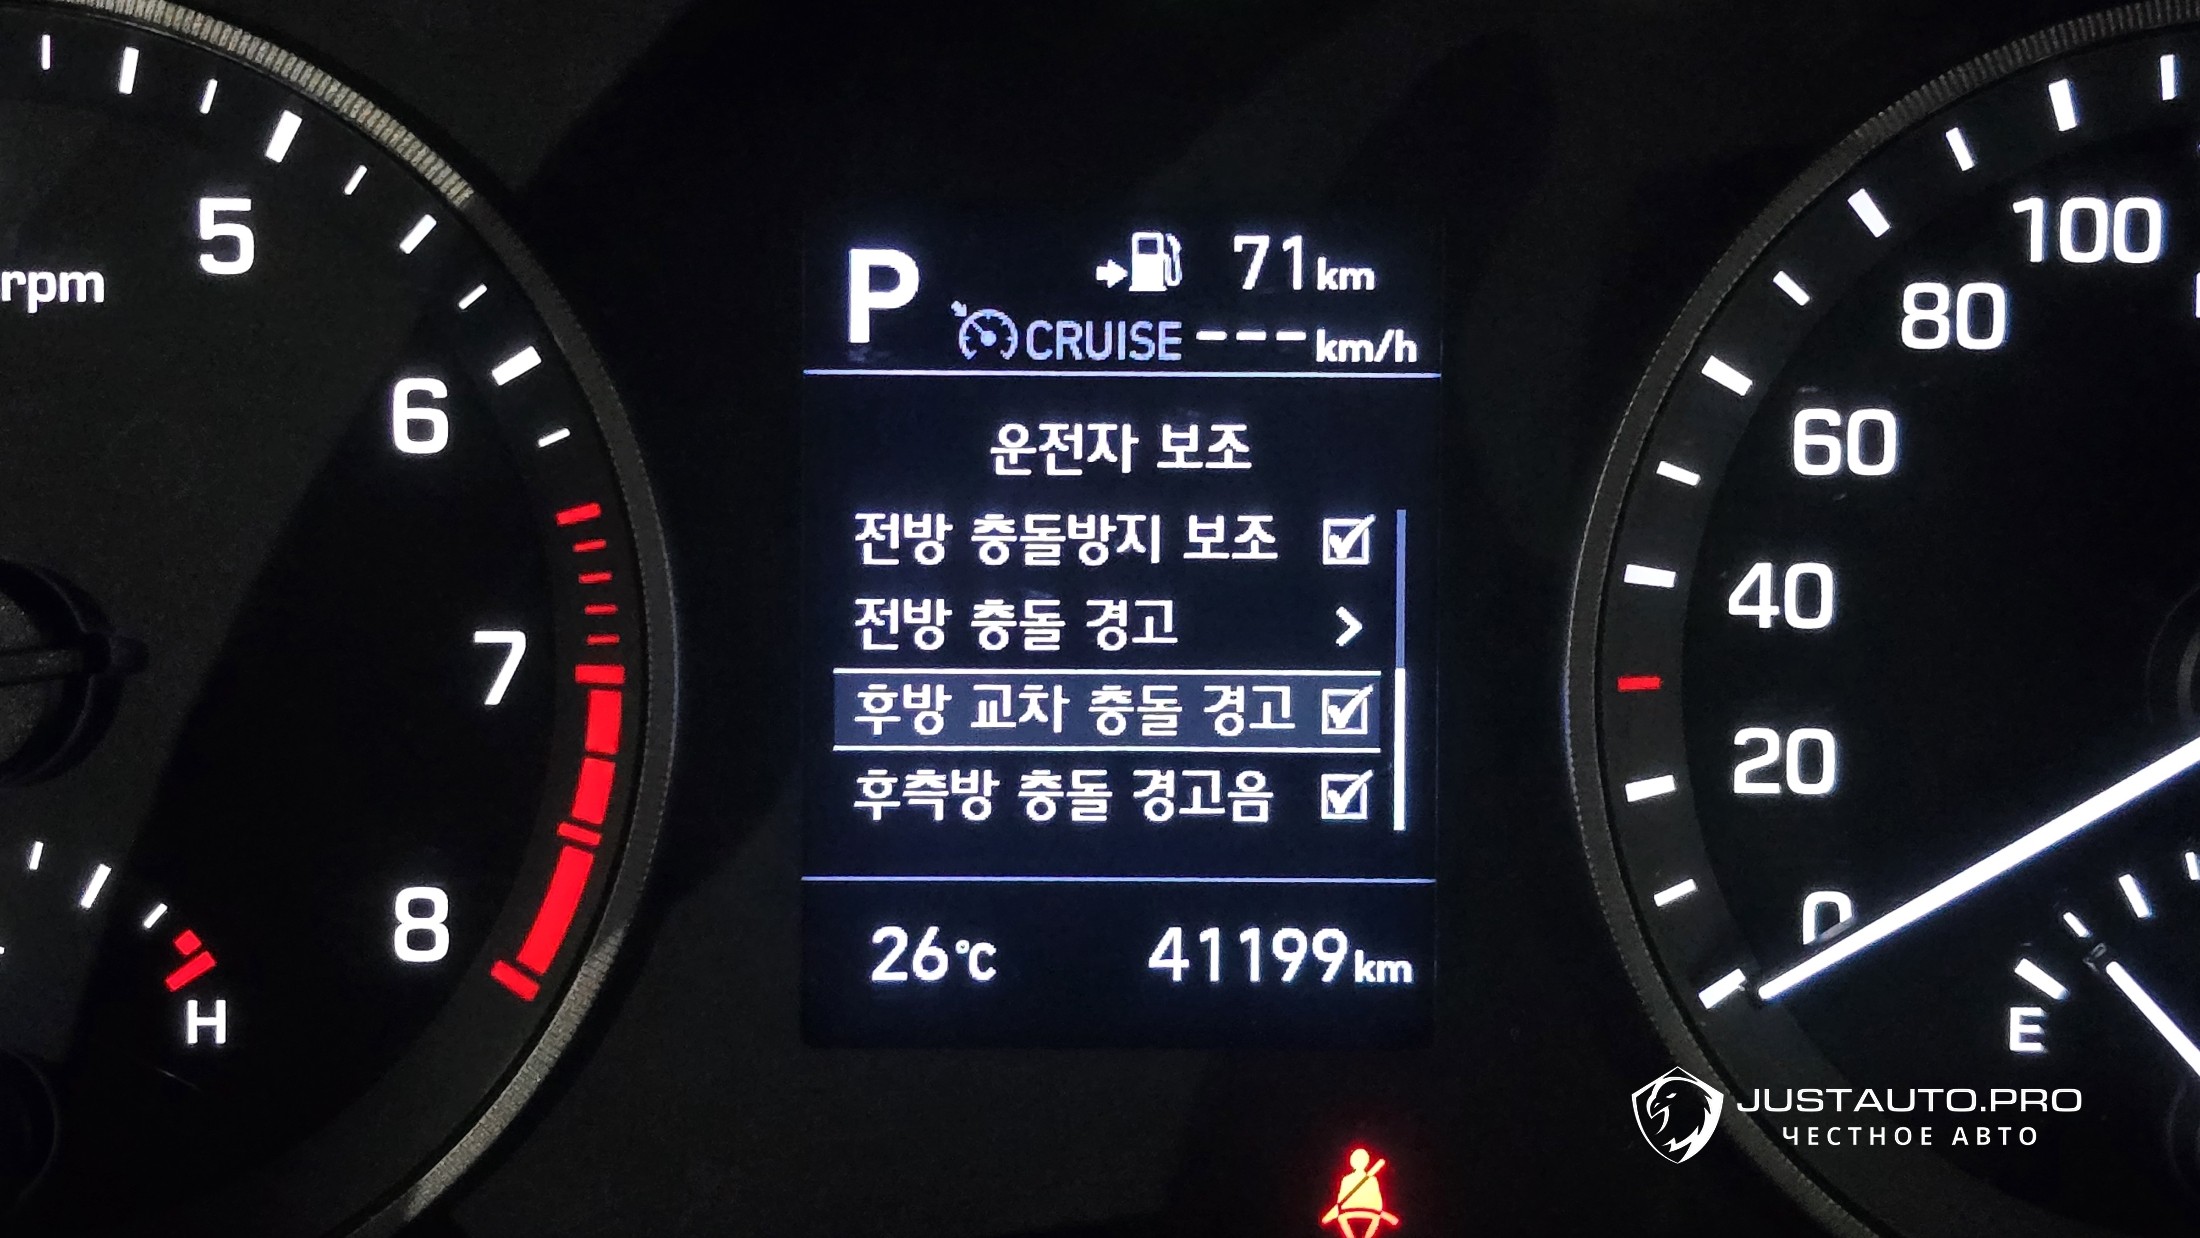 5
rpm
6
7
8
H
P
71km
CRUISE ---km/h
운전자 보조
전방 충돌방지 보조
전방 충돌 경고 >
후방 교차 충돌 경고
후측방 충돌 경고음
26°C 41199km
100
80
60
40
20
0
E
JUSTAUTO.PRO
ЧЕСТНОЕ АВТО